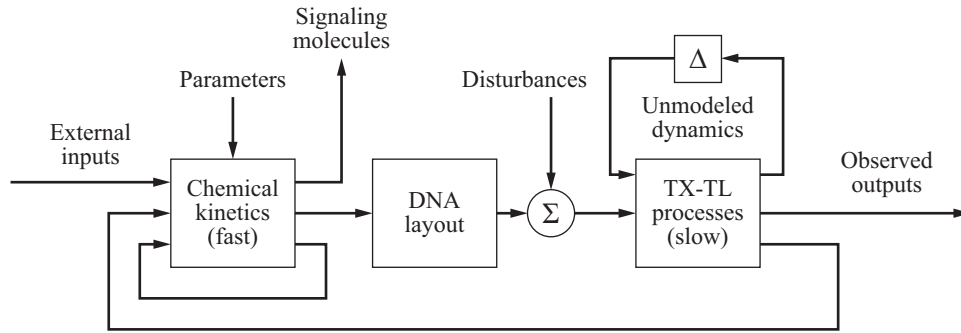 Signaling
molecules
Parameters
Disturbances
Δ
Unmodeled
dynamics
External
inputs
Observed
outputs
Chemical
kinetics
(fast)
DNA
layout
Σ
TX-TL
processes
(slow)